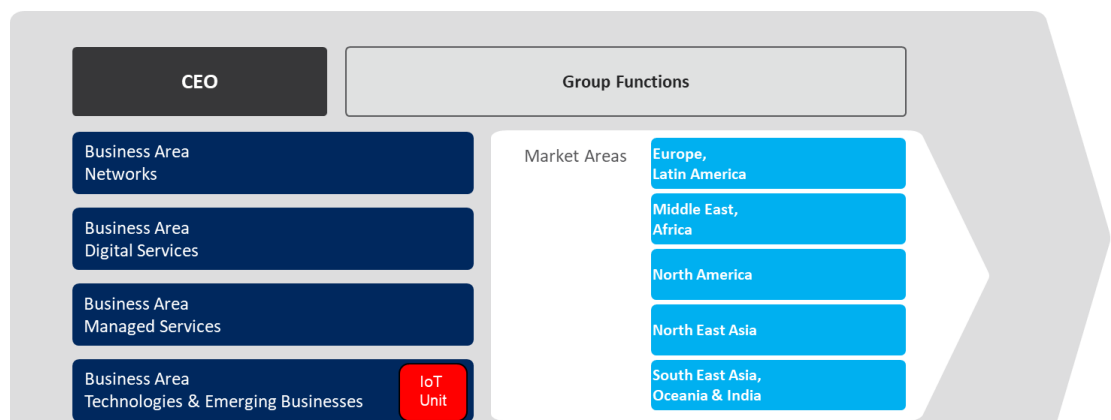 CEO
Group Functions
Business Area
Networks
Business Area
Digital Services
Business Area
Managed Services
Business Area
Technologies & Emerging Businesses
IoT
Unit
Market Areas
Europe,
Latin America
Middle East,
Africa
North America
North East Asia
South East Asia,
Oceania & India